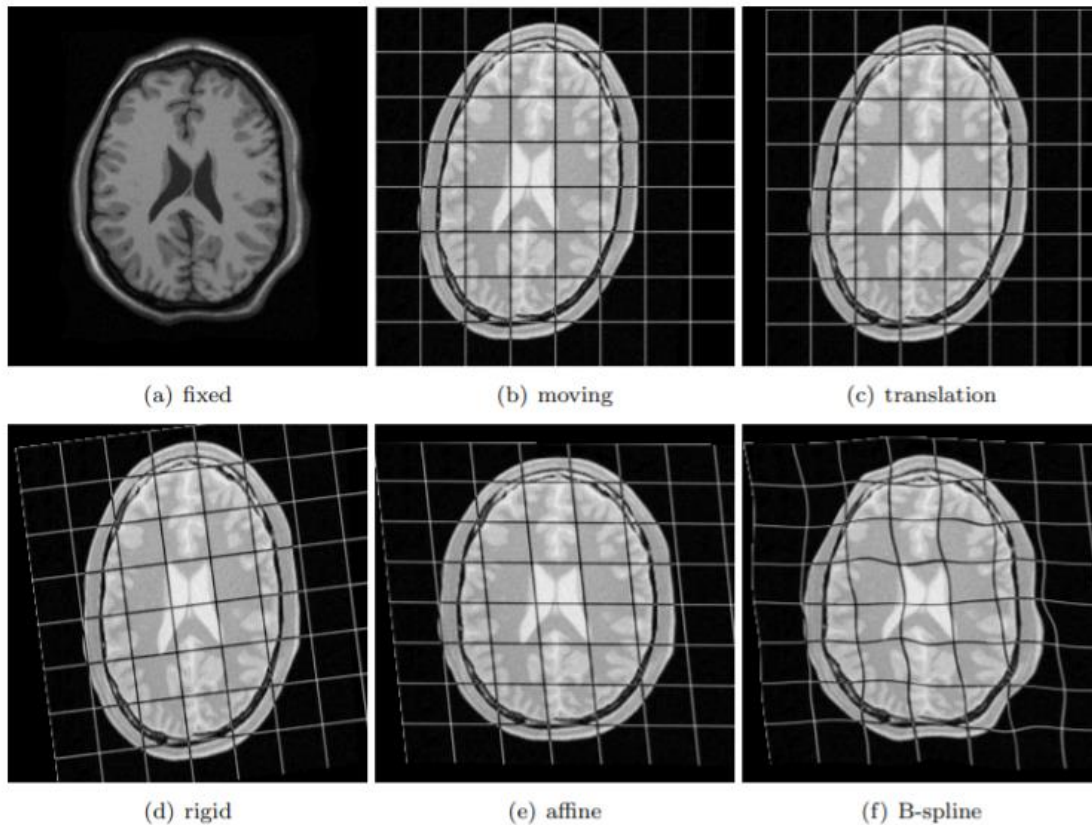 (a) fixed
(b) moving
(c) translation
(d) rigid
(e) affine
(f) B-spline